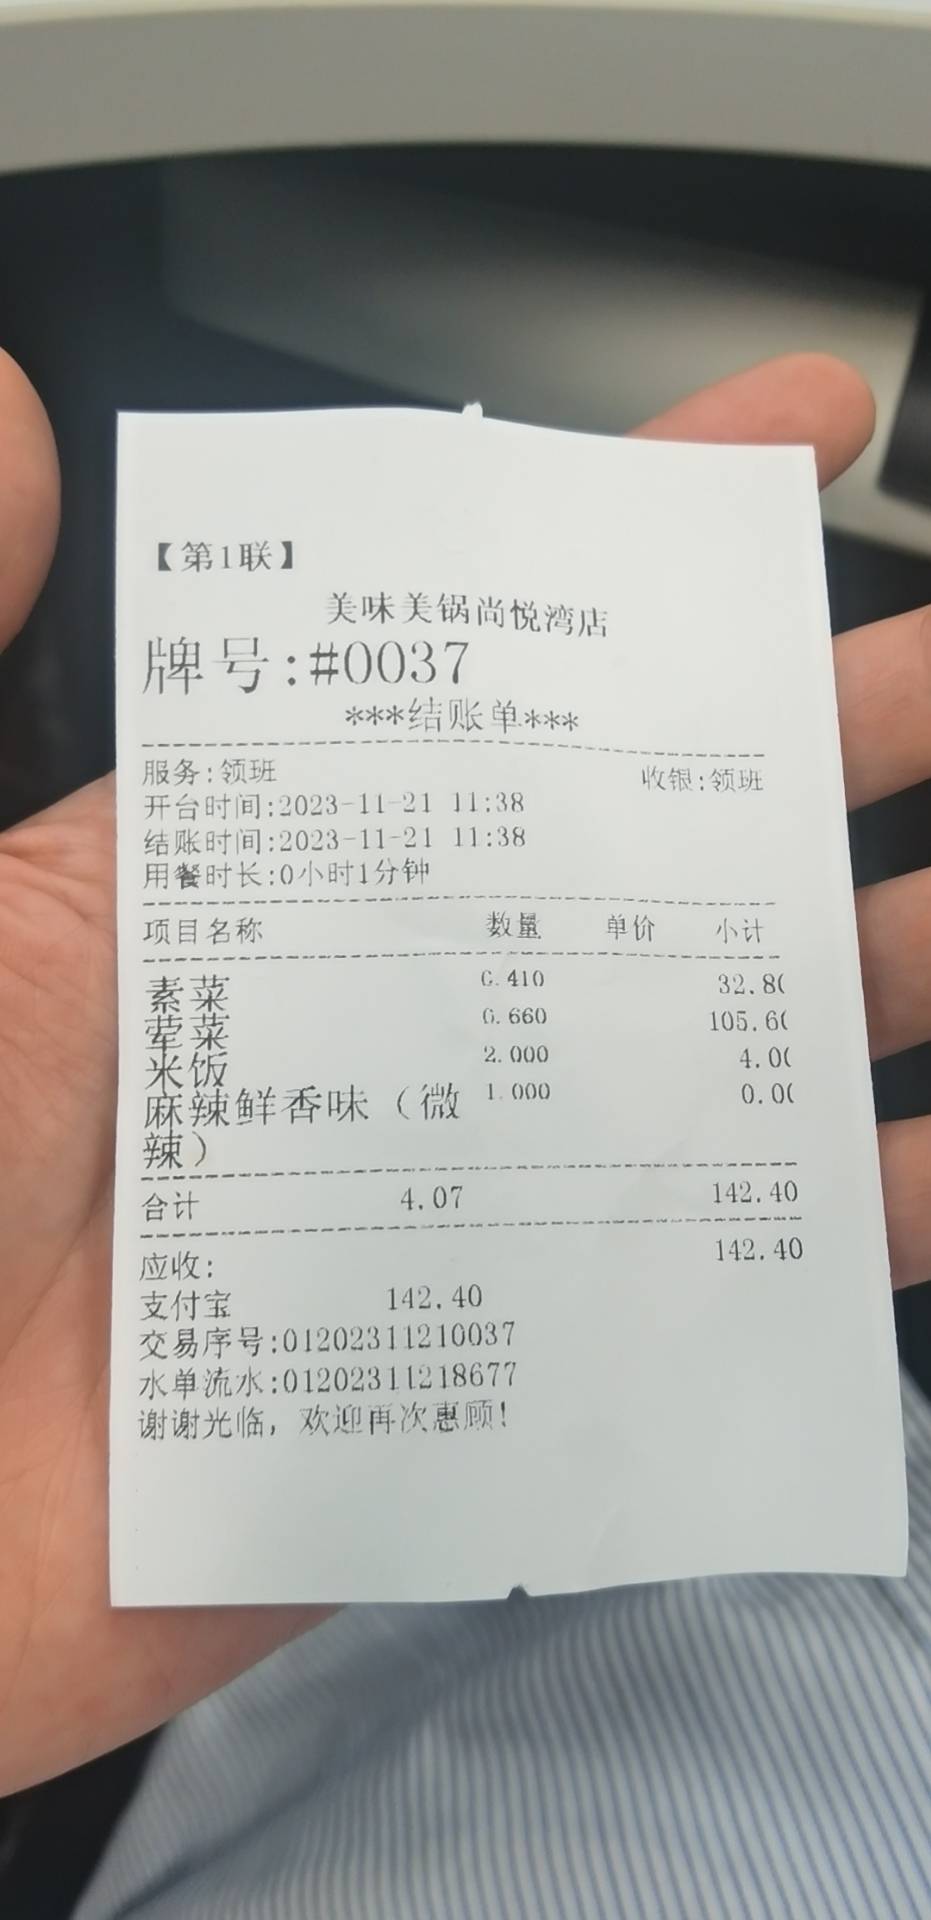 【第1联】
美味美锅尚悦湾店
牌号:#0037
***结账单***
服务:领班 收银:领班
开台时间:2023-11-21 11:38
结账时间:2023-11-21 11:38
用餐时长:0小时1分钟
项目名称 数量 单价 小计
素菜 0.410 32.80
荤菜 0.660 105.60
米饭 2.000 4.00
麻辣鲜香味（微 1.000 0.00
辣）
合计 4.07 142.40
应收: 142.40
支付宝 142.40
交易序号:01202311210037
水单流水:01202311218677
谢谢光临，欢迎再次惠顾！